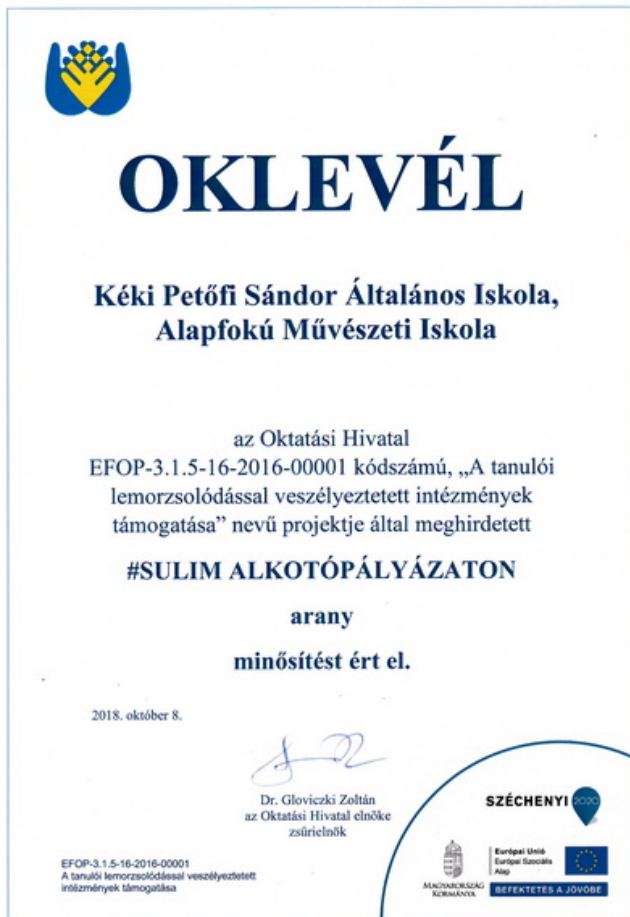 OKLEVÉL
Kéki Petőfi Sándor Általános Iskola,
Alapfokú Művészeti Iskola
az Oktatási Hivatal
EFOP-3.1.5-16-2016-00001 kódszámú, „A tanulói
lemorzsolódással veszélyeztetett intézmények
támogatása” nevű projektje által meghirdetett
#SULIM ALKOTÓPÁLYÁZATON
arany
minősítést ért el.
2018. október 8.
Dr. Gloviczki Zoltán
az Oktatási Hivatal elnöke
zsűrielnök
EFOP-3.1.5-16-2016-00001
A tanulói lemorzsolódással veszélyeztetett
intézmények támogatása
SZÉCHENYI 2020
MAGYARORSZÁG
KORMÁNYA
Európai Unió
Európai Szociális
Alap
BEFEKTETÉS A JÖVŐBE